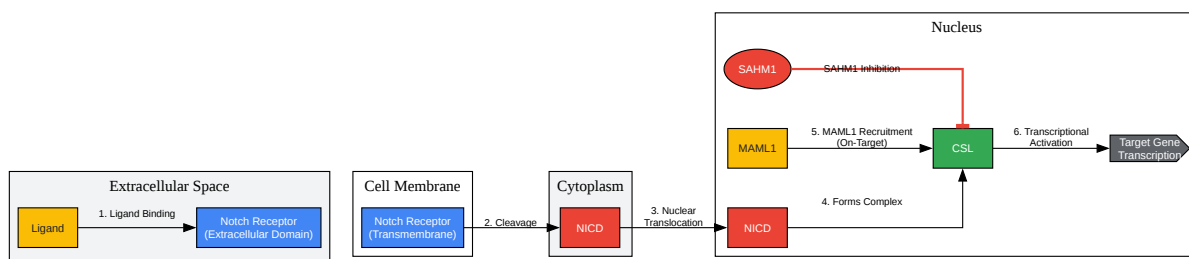 Nucleus
SAHM1
SAHM1 Inhibition
MAML1
5. MAML1 Recruitment
(On-Target)
CSL
6. Transcriptional
Activation
Target Gene
Transcription
Extracellular Space
Ligand
1. Ligand Binding
Notch Receptor
(Extracellular Domain)
Cell Membrane
Notch Receptor
(Transmembrane)
2. Cleavage
Cytoplasm
NICD
3. Nuclear
Translocation
NICD
4. Forms Complex